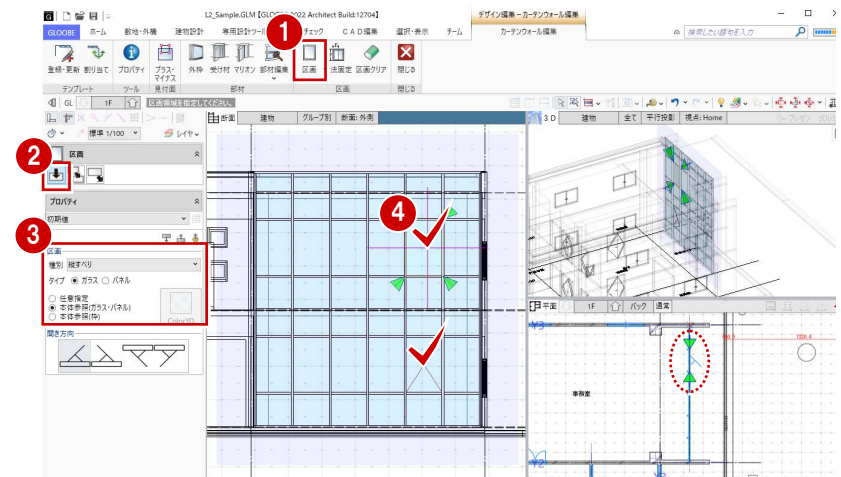 L2_Sample.GLM【GLOOBE 2022 Architect Build:12704】
デザイン編集－カーテンウォール編集
GLOOBE ホーム 敷地・外構 建物設計 専用設計ツール チェック CAD編集 選択・表示 チーム カーテンウォール編集 検索したい語句を入力
登録・更新 割り当て プロパティ プラス・マイナス 外枠 受け材 マリオン 部材編集 区画 法固定 区画クリア 閉じる
テンプレート ツール 見付面 部材 区画 閉じる
GL 1F 区画領域を指定してください。
標準 1/100 レイヤ
断面 建物 グループ別 断面:外側
3D 建物 全て 平行投影 視点:Home
1
2
3
4
区画
プロパティ
初期値
区画
種別 縦すべり
タイプ ガラス パネル
任意指定
本体参照(ガラス・パネル)
本体参照(枠)
Color1D
開き方向
平面 1F バック 通常
Y3
事務室
Y2